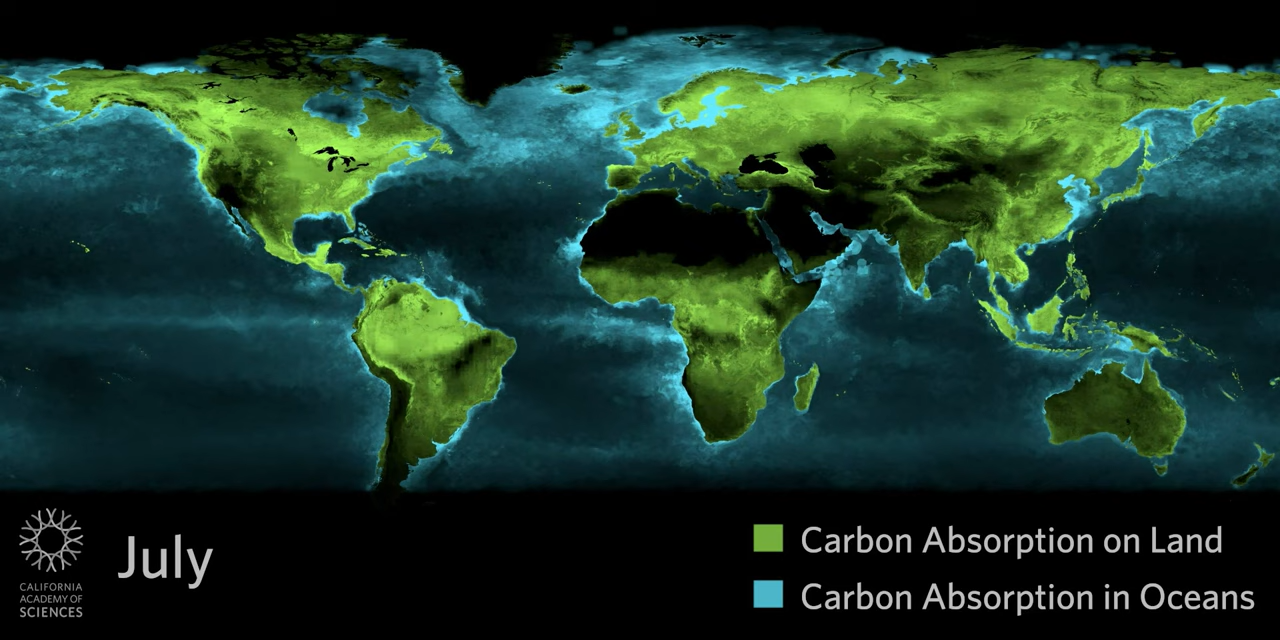 CALIFORNIA
ACADEMY OF
SCIENCES
July
Carbon Absorption on Land
Carbon Absorption in Oceans